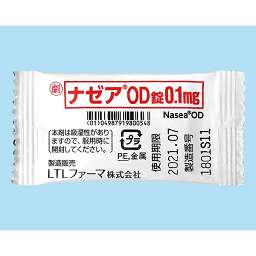 劇 ナゼア®OD錠0.1mg
(01)04987919800548
Nasea®OD
本剤は吸湿性があり
ますので、服用時に
開封してください。
プラ
PE,金属
製造販売
LTLファーマ株式会社
使用期限
2021.07
製造番号
1801S11